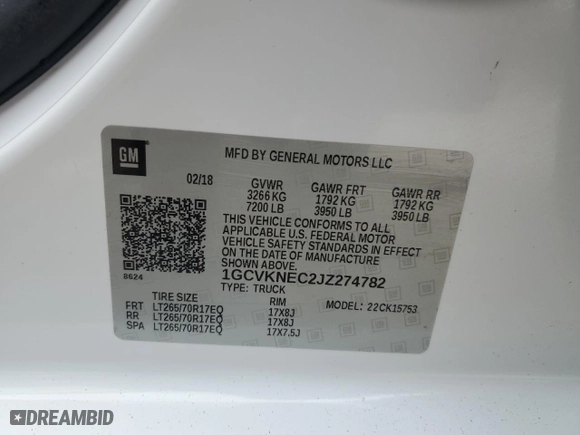 GM
MFD BY GENERAL MOTORS LLC
02/18
GVWR GAWR FRT GAWR RR
3266 KG 1792 KG 1792 KG
7200 LB 3950 LB 3950 LB
THIS VEHICLE CONFORMS TO ALL
APPLICABLE U.S. FEDERAL MOTOR
VEHICLE SAFETY STANDARDS IN EFFECT
ON THE DATE OF MANUFACTURE
SHOWN ABOVE.
8624
1GCVKNEC2JZ274782
TYPE: TRUCK MODEL: 22CK15753
TIRE SIZE RIM
FRT LT265/70R17EQ 17X8J
RR LT265/70R17EQ 17X8J
SPA LT265/70R17EQ 17X7.5J
DREAMBID